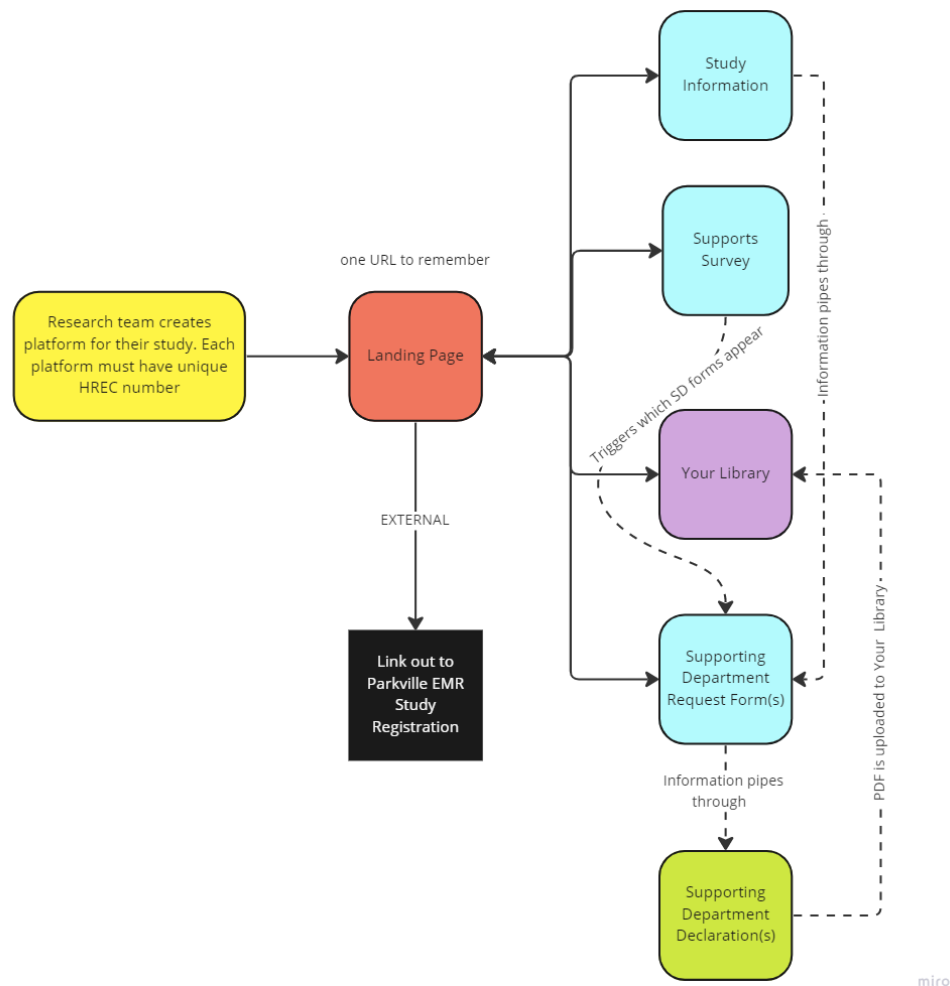 Study
Information
Supports
Survey
one URL to remember
Research team creates
platform for their study. Each
platform must have unique
HREC number
Landing Page
Information pipes through
Triggers which SD forms appear
Your Library
EXTERNAL
Link out to
Parkville EMR
Study
Registration
Supporting
Department
Request Form(s)
PDF is uploaded to Your Library
Information pipes
through
Supporting
Department
Declaration(s)
miro